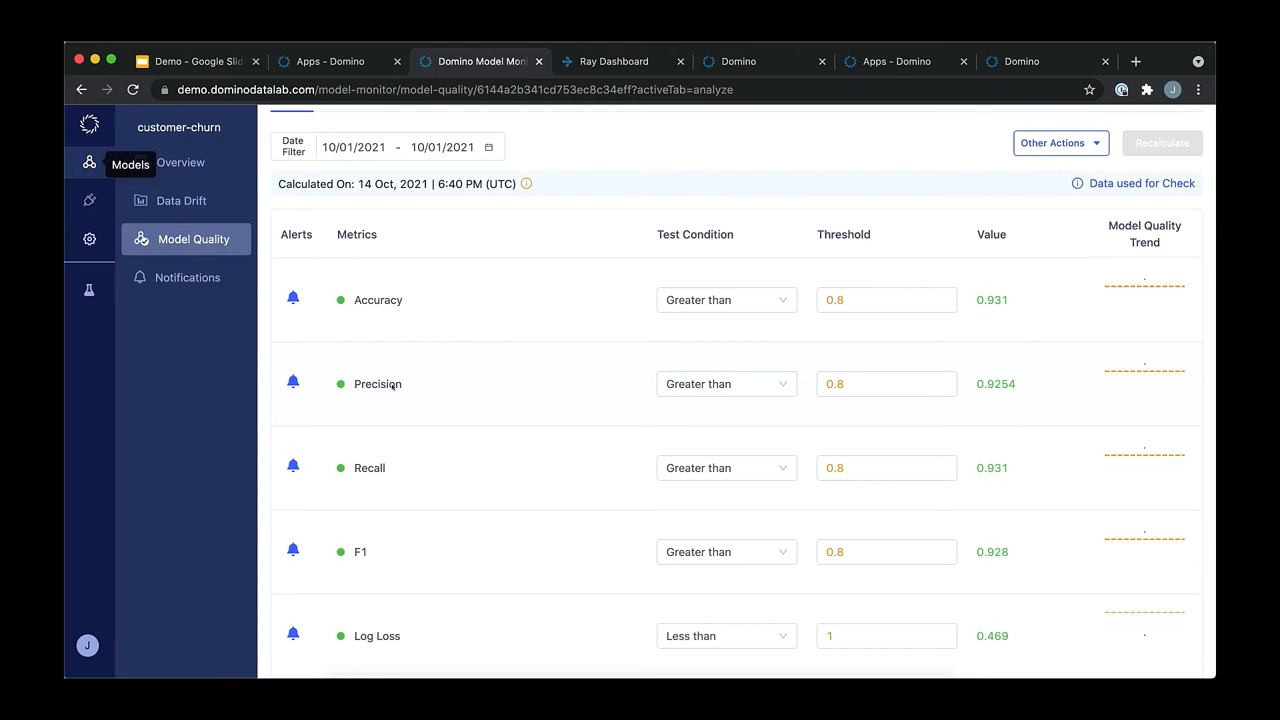 Demo - Google Slid
Apps - Domino
Domino Model Mon
Ray Dashboard
Domino
Apps - Domino
Domino
demo.dominodatalab.com/model-monitor/model-quality/6144a2b341cd753ec8c34eff?activeTab=analyze
J
customer-churn
Models
Overview
Data Drift
Model Quality
Notifications
J
Date Filter
10/01/2021 - 10/01/2021
Other Actions
Recalculate
Calculated On: 14 Oct, 2021 | 6:40 PM (UTC)
Data used for Check
Alerts Metrics Test Condition Threshold Value Model Quality Trend
Accuracy Greater than 0.8 0.931
Precision Greater than 0.8 0.9254
Recall Greater than 0.8 0.931
F1 Greater than 0.8 0.928
Log Loss Less than 1 0.469